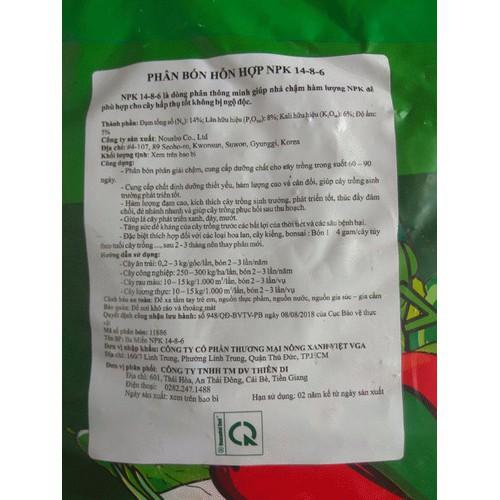 PHÂN BÓN HỖN HỢP NPK 14-8-6
NPK 14-8-6 là dòng phân thông minh giúp nhả chậm hàm lượng NPK để
phù hợp cho cây hấp thụ tốt không bị ngộ độc.
Thành phần: Đạm tổng số (Nts): 14%; Lân hữu hiệu (P2O5hh): 8%; Kali hữu hiệu (K2Ohh): 6%; Độ ẩm:
5%
Công ty sản xuất: Nousbo Co., Ltd
Địa chỉ: #4-107, 89 Seoho-ro, Kwonsun, Suwon, Gyunggi, Korea
Khối lượng tịnh: Xem trên bao bì
Công dụng:
- Phân bón phân giải chậm, cung cấp dưỡng chất cho cây trồng trong suốt 60 – 90
ngày.
- Cung cấp chất dinh dưỡng thiết yếu, hàm lượng cao và cân đối, giúp cây trồng sinh
trưởng phát triển tốt.
- Hàm lượng đạm cao, kích thích cây trồng sinh trưởng, phát triển tốt, thúc đẩy đâm
chồi, đẻ nhánh nhanh và giúp cây trồng phục hồi sau thu hoạch.
- Giúp lá cây phát triển xanh, dày, mướt.
- Tăng sức đề kháng của cây trồng trước các bất lợi của thời tiết và các sâu bệnh hại.
- Đặc biệt thích hợp đối với các loại hoa lan, cây kiểng, bonsai : Bón 1 4 gam/cây tùy
theo tuổi cây trồng ...., sau 2 - 3 tháng nên thay phân mới.
Hướng dẫn sử dụng:
- Cây ăn trái: 0,2 – 3 kg/gốc/lần, bón 2 – 3 lần/năm
- Cây công nghiệp: 250 – 300 kg/ha/lần, bón 2 – 3 lần/năm
- Cây rau màu: 10 – 15 kg/1.000 m²/lần, bón 2 – 3 lần/vụ
- Cây lương thực: 10 – 15 kg/1.000 m²/lần, bón 2 – 3 lần/vụ
Cảnh báo an toàn: Để xa tầm tay trẻ em, nguồn thực phẩm, nguồn nước, nguồn gia súc – gia cầm
Bảo quản: Để nơi khô ráo và thoáng mát
Quyết định công nhận lưu hành: số 948/QĐ-BVTV-PB ngày 08/08/2018 của Cục Bảo vệ thực
vật
Mã số phân bón: 11886
Tên SP: Ba Miền NPK 14-8-6
Đơn vị nhập khẩu: CÔNG TY CỔ PHẦN THƯƠNG MẠI NÔNG XANH VIỆT VGA
Địa chỉ: 160/7 Linh Trung, Phường Linh Trung, Quận Thủ Đức, TP.HCM
Đơn vị phân phối: CÔNG TY TNHH TM DV THIÊN DI
Địa chỉ: 601, Thái Hòa, An Thái Đông, Cái Bè, Tiền Giang
Điện thoại: 0282.247.1488
Ngày sản xuất: xem trên bao bì Hạn sử dụng: 02 năm kể từ ngày sản xuất